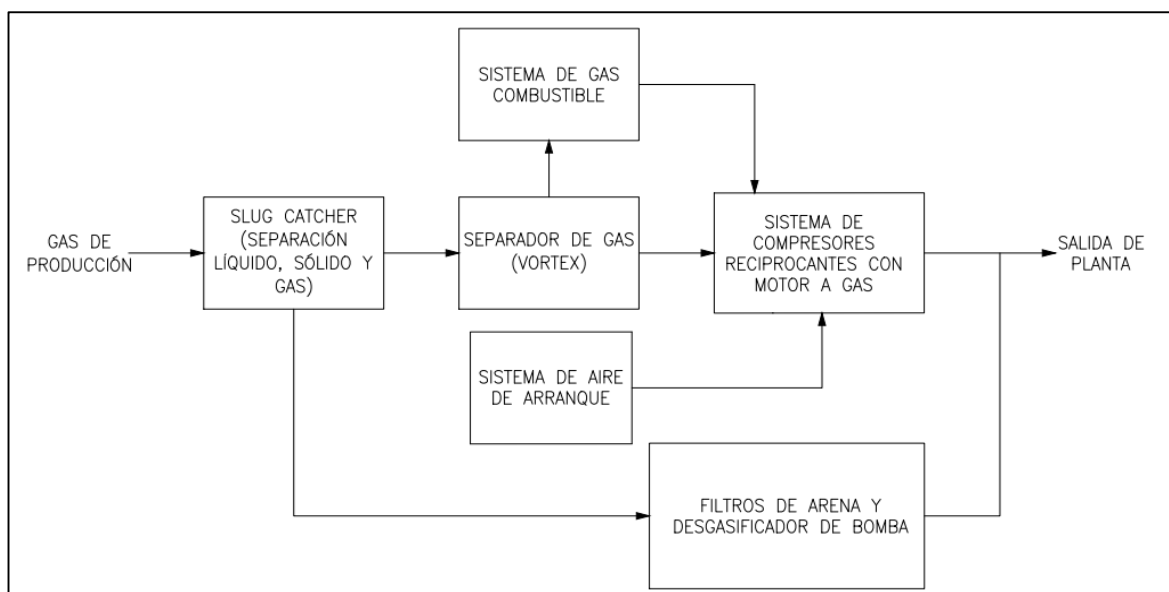 SISTEMA DE GAS
COMBUSTIBLE
GAS DE
PRODUCCIÓN
SLUG CATCHER
(SEPARACIÓN
LÍQUIDO, SÓLIDO Y
GAS)
SEPARADOR DE GAS
(VORTEX)
SISTEMA DE
COMPRESORES
RECIPROCANTES CON
MOTOR A GAS
SALIDA DE
PLANTA
SISTEMA DE AIRE
DE ARRANQUE
FILTROS DE ARENA Y
DESGASIFICADOR DE BOMBA